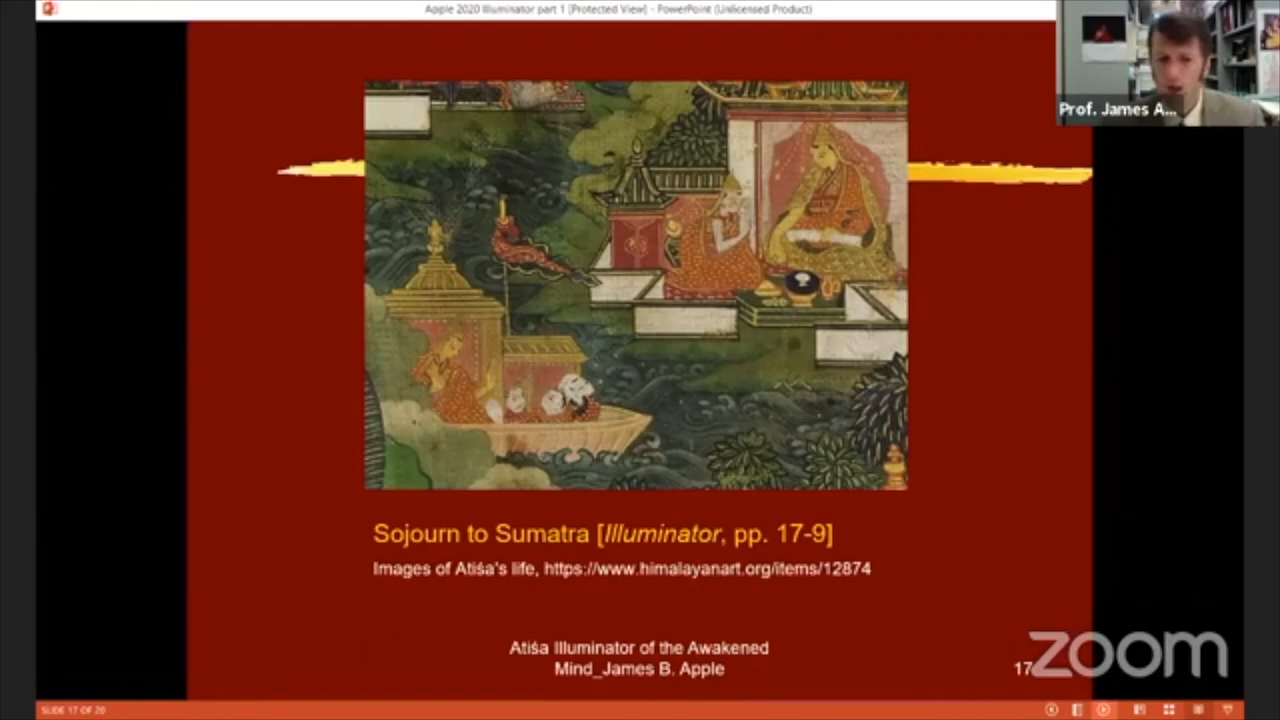 Apple 2020 Illuminator part 1 [Protected View] - PowerPoint (Unlicensed Product)
Prof. James A...
Sojourn to Sumatra [Illuminator, pp. 17-9]
Images of Atiśa's life, https://www.himalayanart.org/items/12874
Atiśa Illuminator of the Awakened
Mind_James B. Apple
17
zoom
SLIDE 17 OF 20